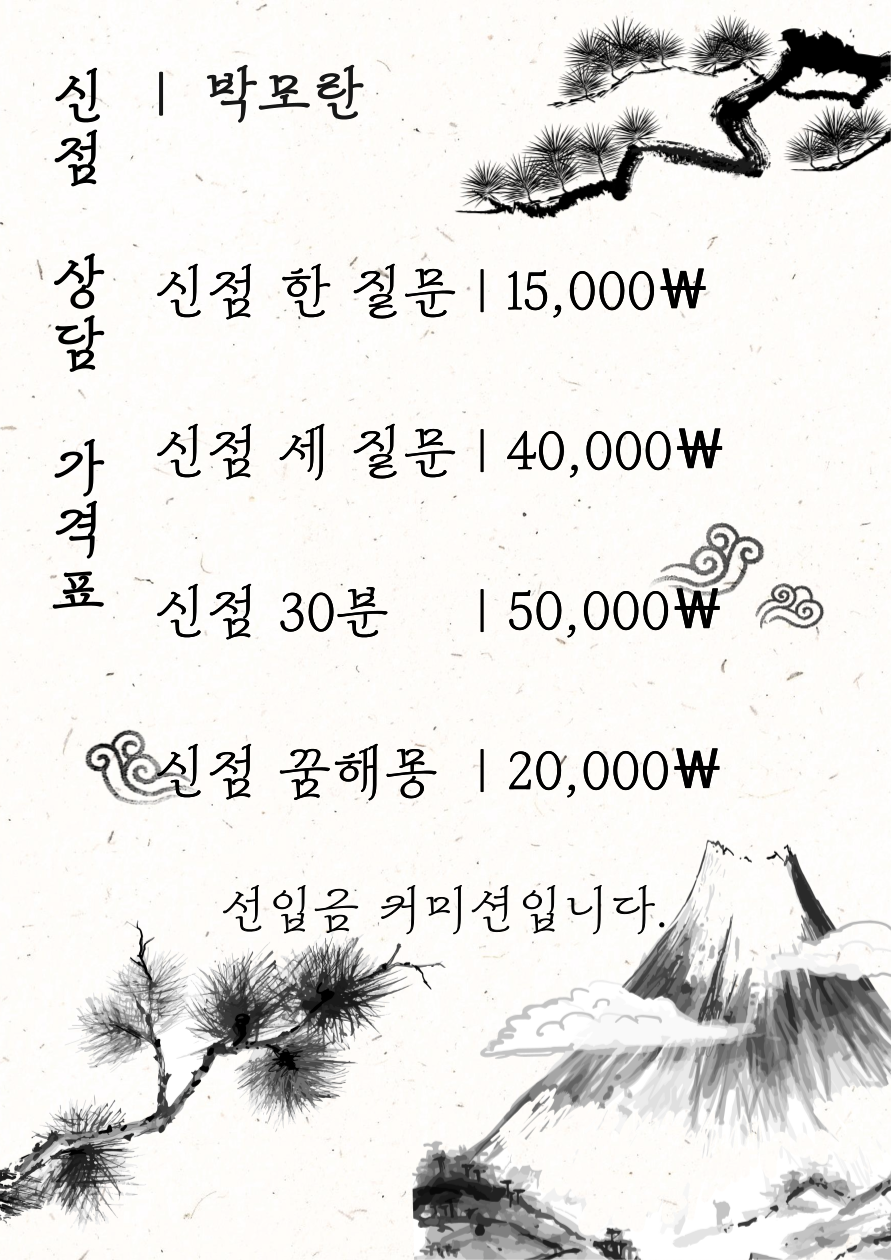 신점 상담 가격표
| 박모란
신점 한 질문 | 15,000₩
신점 세 질문 | 40,000₩
신점 30분 | 50,000₩
신점 꿈해몽 | 20,000₩
선입금 커미션입니다.